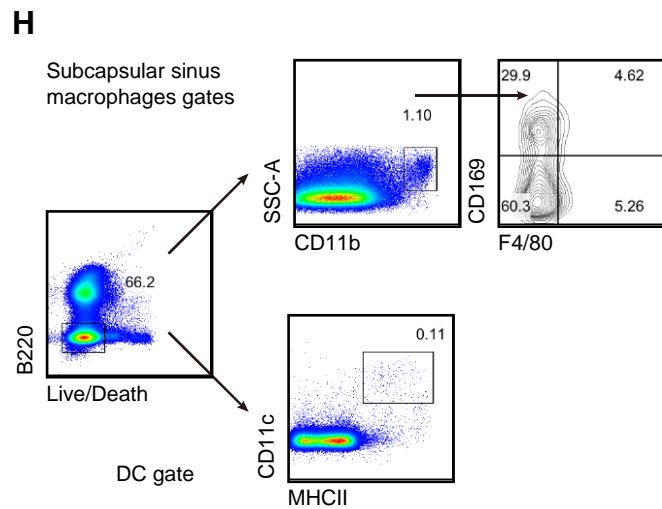 H
Subcapsular sinus
macrophages gates
SSC-A
1.10
CD11b
CD169
29.9
4.62
60.3
5.26
F4/80
B220
66.2
Live/Death
DC gate
CD11c
0.11
MHCII